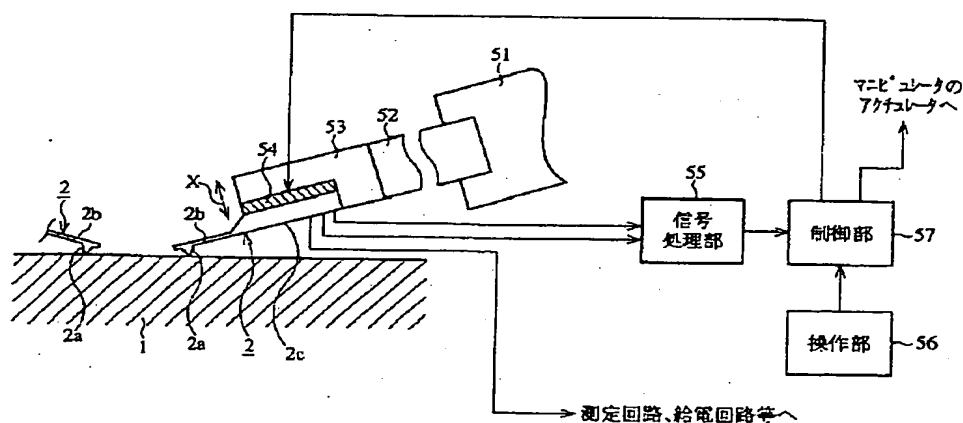 51
マニピュレータの
アクチュレータへ
53
52
54
X
55
2
2b
2b
信号
処理部
制御部
57
2a
1
2a
2
2c
操作部
56
測定回路、給電回路等へ